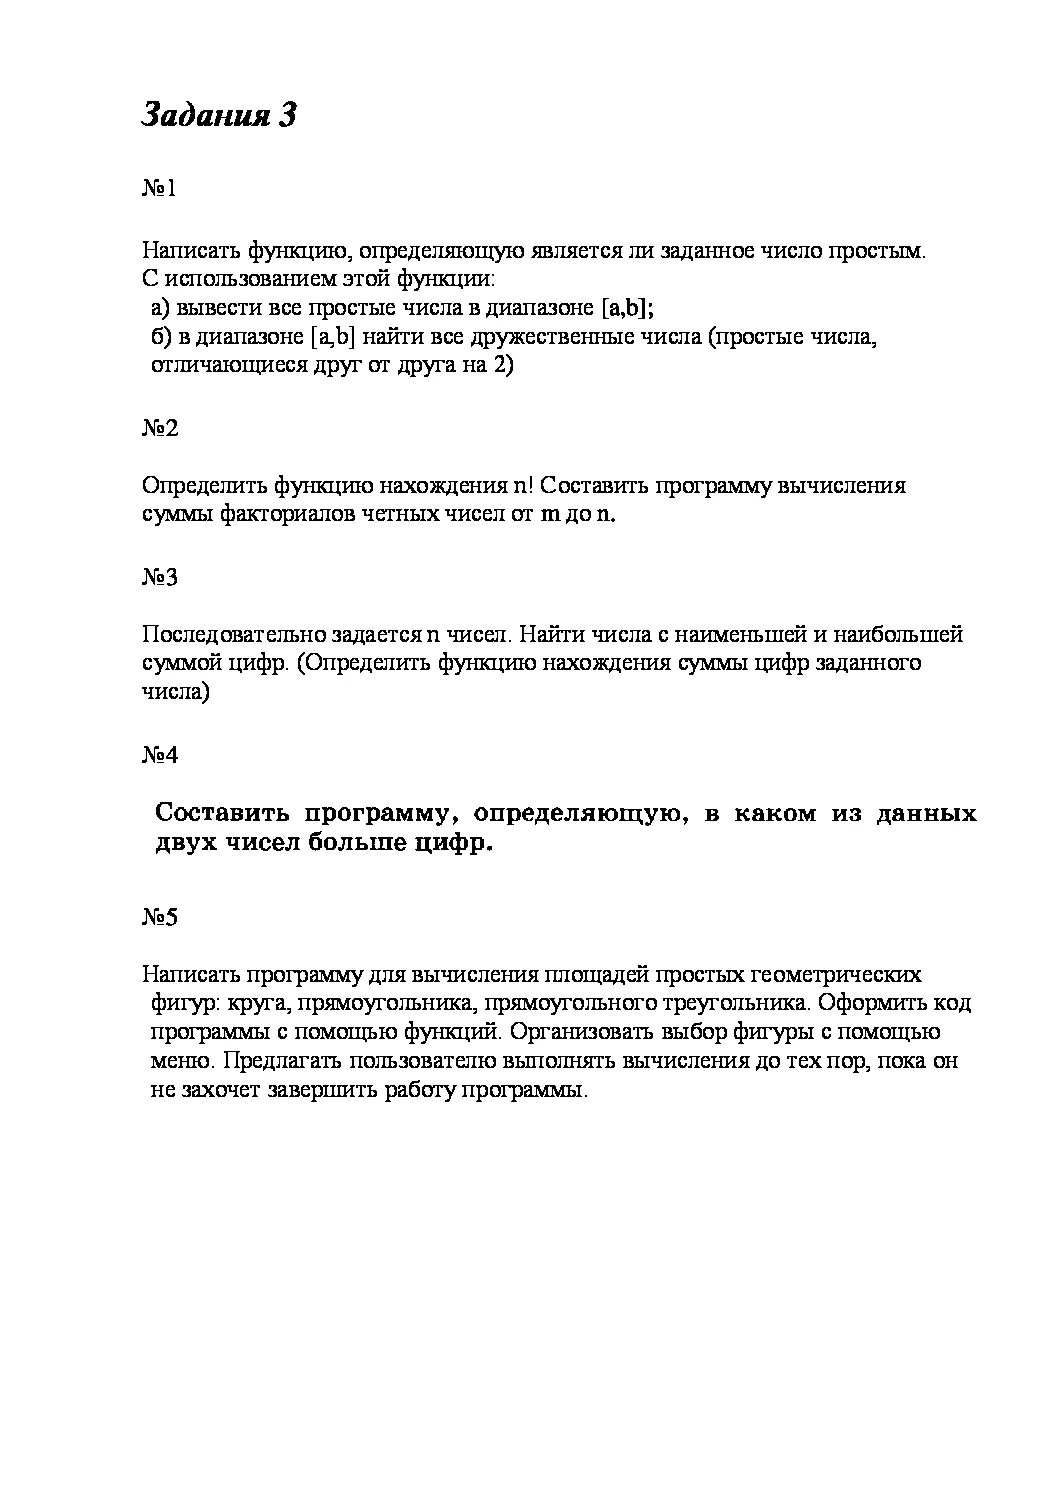 Задания 3
№1
Написать функцию, определяющую является ли заданное число простым.
С использованием этой функции:
а) вывести все простые числа в диапазоне [a,b];
б) в диапазоне [a,b] найти все дружественные числа (простые числа,
отличающиеся друг от друга на 2)
№2
Определить функцию нахождения n! Составить программу вычисления
суммы факториалов четных чисел от m до n.
№3
Последовательно задается n чисел. Найти числа с наименьшей и наибольшей
суммой цифр. (Определить функцию нахождения суммы цифр заданного
числа)
№4
Составить программу, определяющую, в каком из данных
двух чисел больше цифр.
№5
Написать программу для вычисления площадей простых геометрических
фигур: круга, прямоугольника, прямоугольного треугольника. Оформить код
программы с помощью функций. Организовать выбор фигуры с помощью
меню. Предлагать пользователю выполнять вычисления до тех пор, пока он
не захочет завершить работу программы.